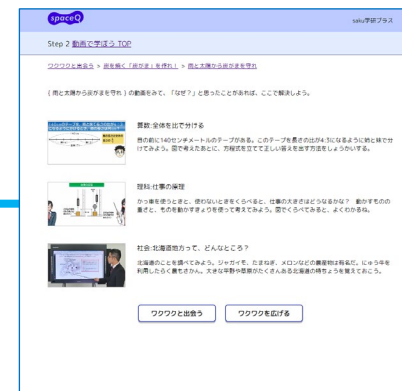 spaceQ
saku学研プラス
Step 2 動画で学ぼう TOP
ワクワクと出会う > 炭を焼く「炭がま」を作れ！ > 雨と太陽から炭がまを守れ
( 雨と太陽から炭がまを守れ ) の動画をみて、「なぜ？」と思ったことがあれば、ここで解決しよう。
算数:全体を比で分ける
目の前に140センチメートルのテープがある。このテープを長さの比が4:3になるように姉と妹で分
けてみよう。図で考えたあとに、方程式を立てて正しい答えを出す方法をしょうかいする。
理科:仕事の原理
かっ車を使うときと、使わないときをくらべると、仕事の大きさはどうなるかな？ 動かすものの
重さと、ものを動かすきょりを使って考えてみよう。図でくらべてみると、よくわかるね。
社会:北海道地方って、どんなところ？
北海道のことを調べてみよう。ジャガイモ、たまねぎ、メロンなどの農産物は有名だ。にゅう牛を
利用したらく農もさかん。大きな平野や草原がたくさんある北海道の特ちょうを覚えておこう。
ワクワクと出会う
ワクワクを広げる